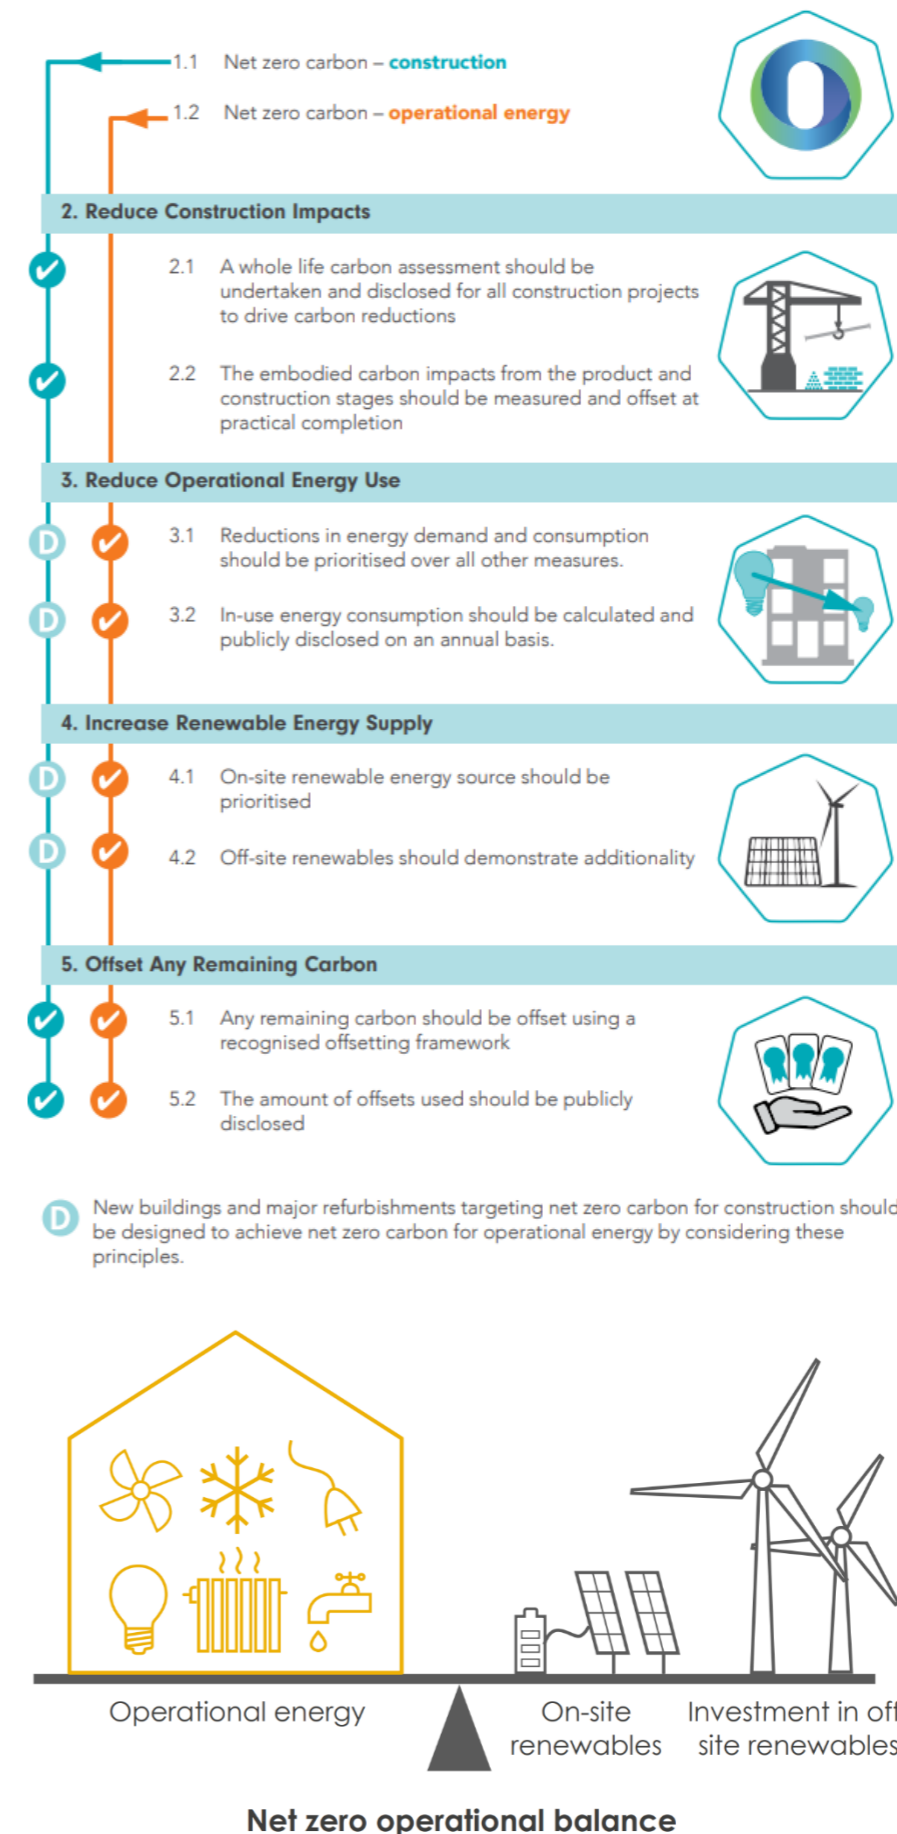 1.1 Net zero carbon – construction
1.2 Net zero carbon – operational energy
2. Reduce Construction Impacts
2.1 A whole life carbon assessment should be
undertaken and disclosed for all construction projects
to drive carbon reductions
2.2 The embodied carbon impacts from the product and
construction stages should be measured and offset at
practical completion
3. Reduce Operational Energy Use
D 3.1 Reductions in energy demand and consumption
should be prioritised over all other measures.
D 3.2 In-use energy consumption should be calculated and
publicly disclosed on an annual basis.
4. Increase Renewable Energy Supply
D 4.1 On-site renewable energy source should be
prioritised
D 4.2 Off-site renewables should demonstrate additionality
5. Offset Any Remaining Carbon
5.1 Any remaining carbon should be offset using a
recognised offsetting framework
5.2 The amount of offsets used should be publicly
disclosed
D New buildings and major refurbishments targeting net zero carbon for construction should
be designed to achieve net zero carbon for operational energy by considering these
principles.
Operational energy
On-site
renewables
Investment in off
site renewables
Net zero operational balance